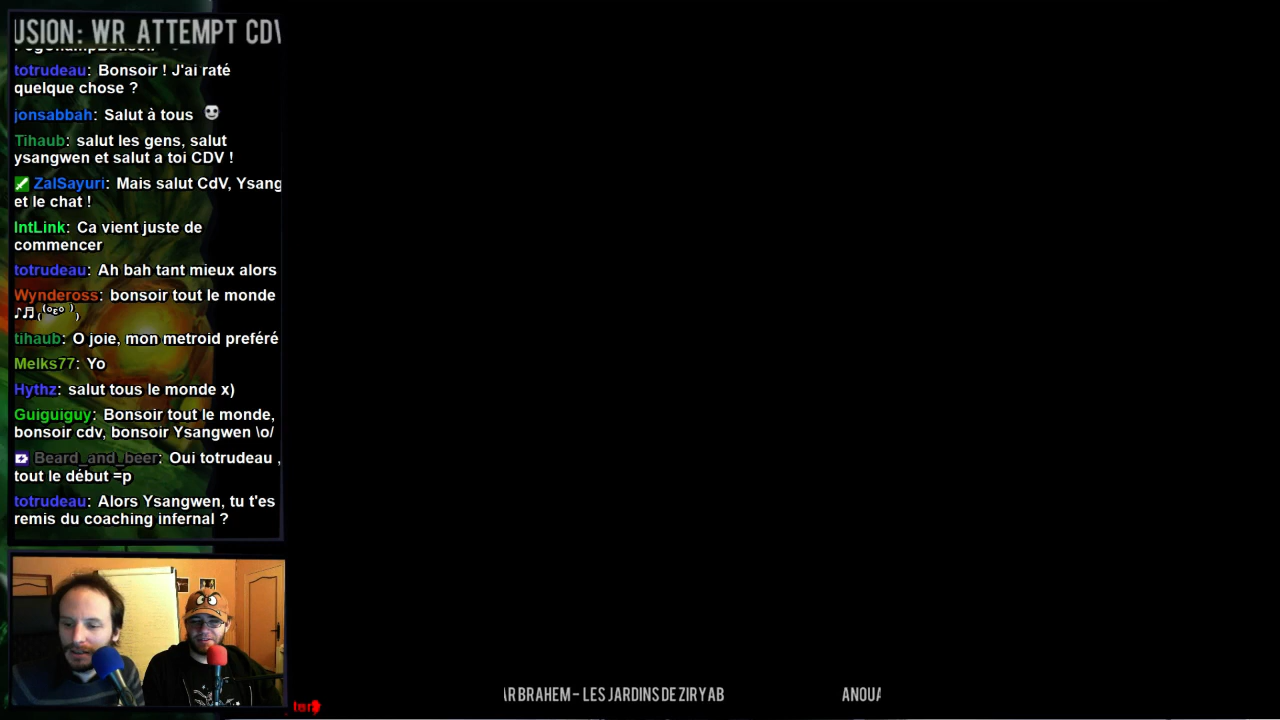 USION: WR ATTEMPT CDV
PogChampBonsoir
totrudeau: Bonsoir ! J'ai raté
quelque chose ?
jonsabbah: Salut à tous
Tihaub: salut les gens, salut
ysangwen et salut a toi CDV !
ZalSayuri: Mais salut CdV, Ysang
et le chat !
IntLink: Ca vient juste de
commencer
totrudeau: Ah bah tant mieux alors
Wyndeross: bonsoir tout le monde
♪♬
tihaub: O joie, mon metroid preféré
Melks77: Yo
Hythz: salut tous le monde x)
Guiguiguy: Bonsoir tout le monde,
bonsoir cdv, bonsoir Ysangwen \o/
Beard_and_beer: Oui totrudeau ,
tout le début =p
totrudeau: Alors Ysangwen, tu t'es
remis du coaching infernal ?
AR BRAHEM - LES JARDINS DE ZIRYAB ANOUA